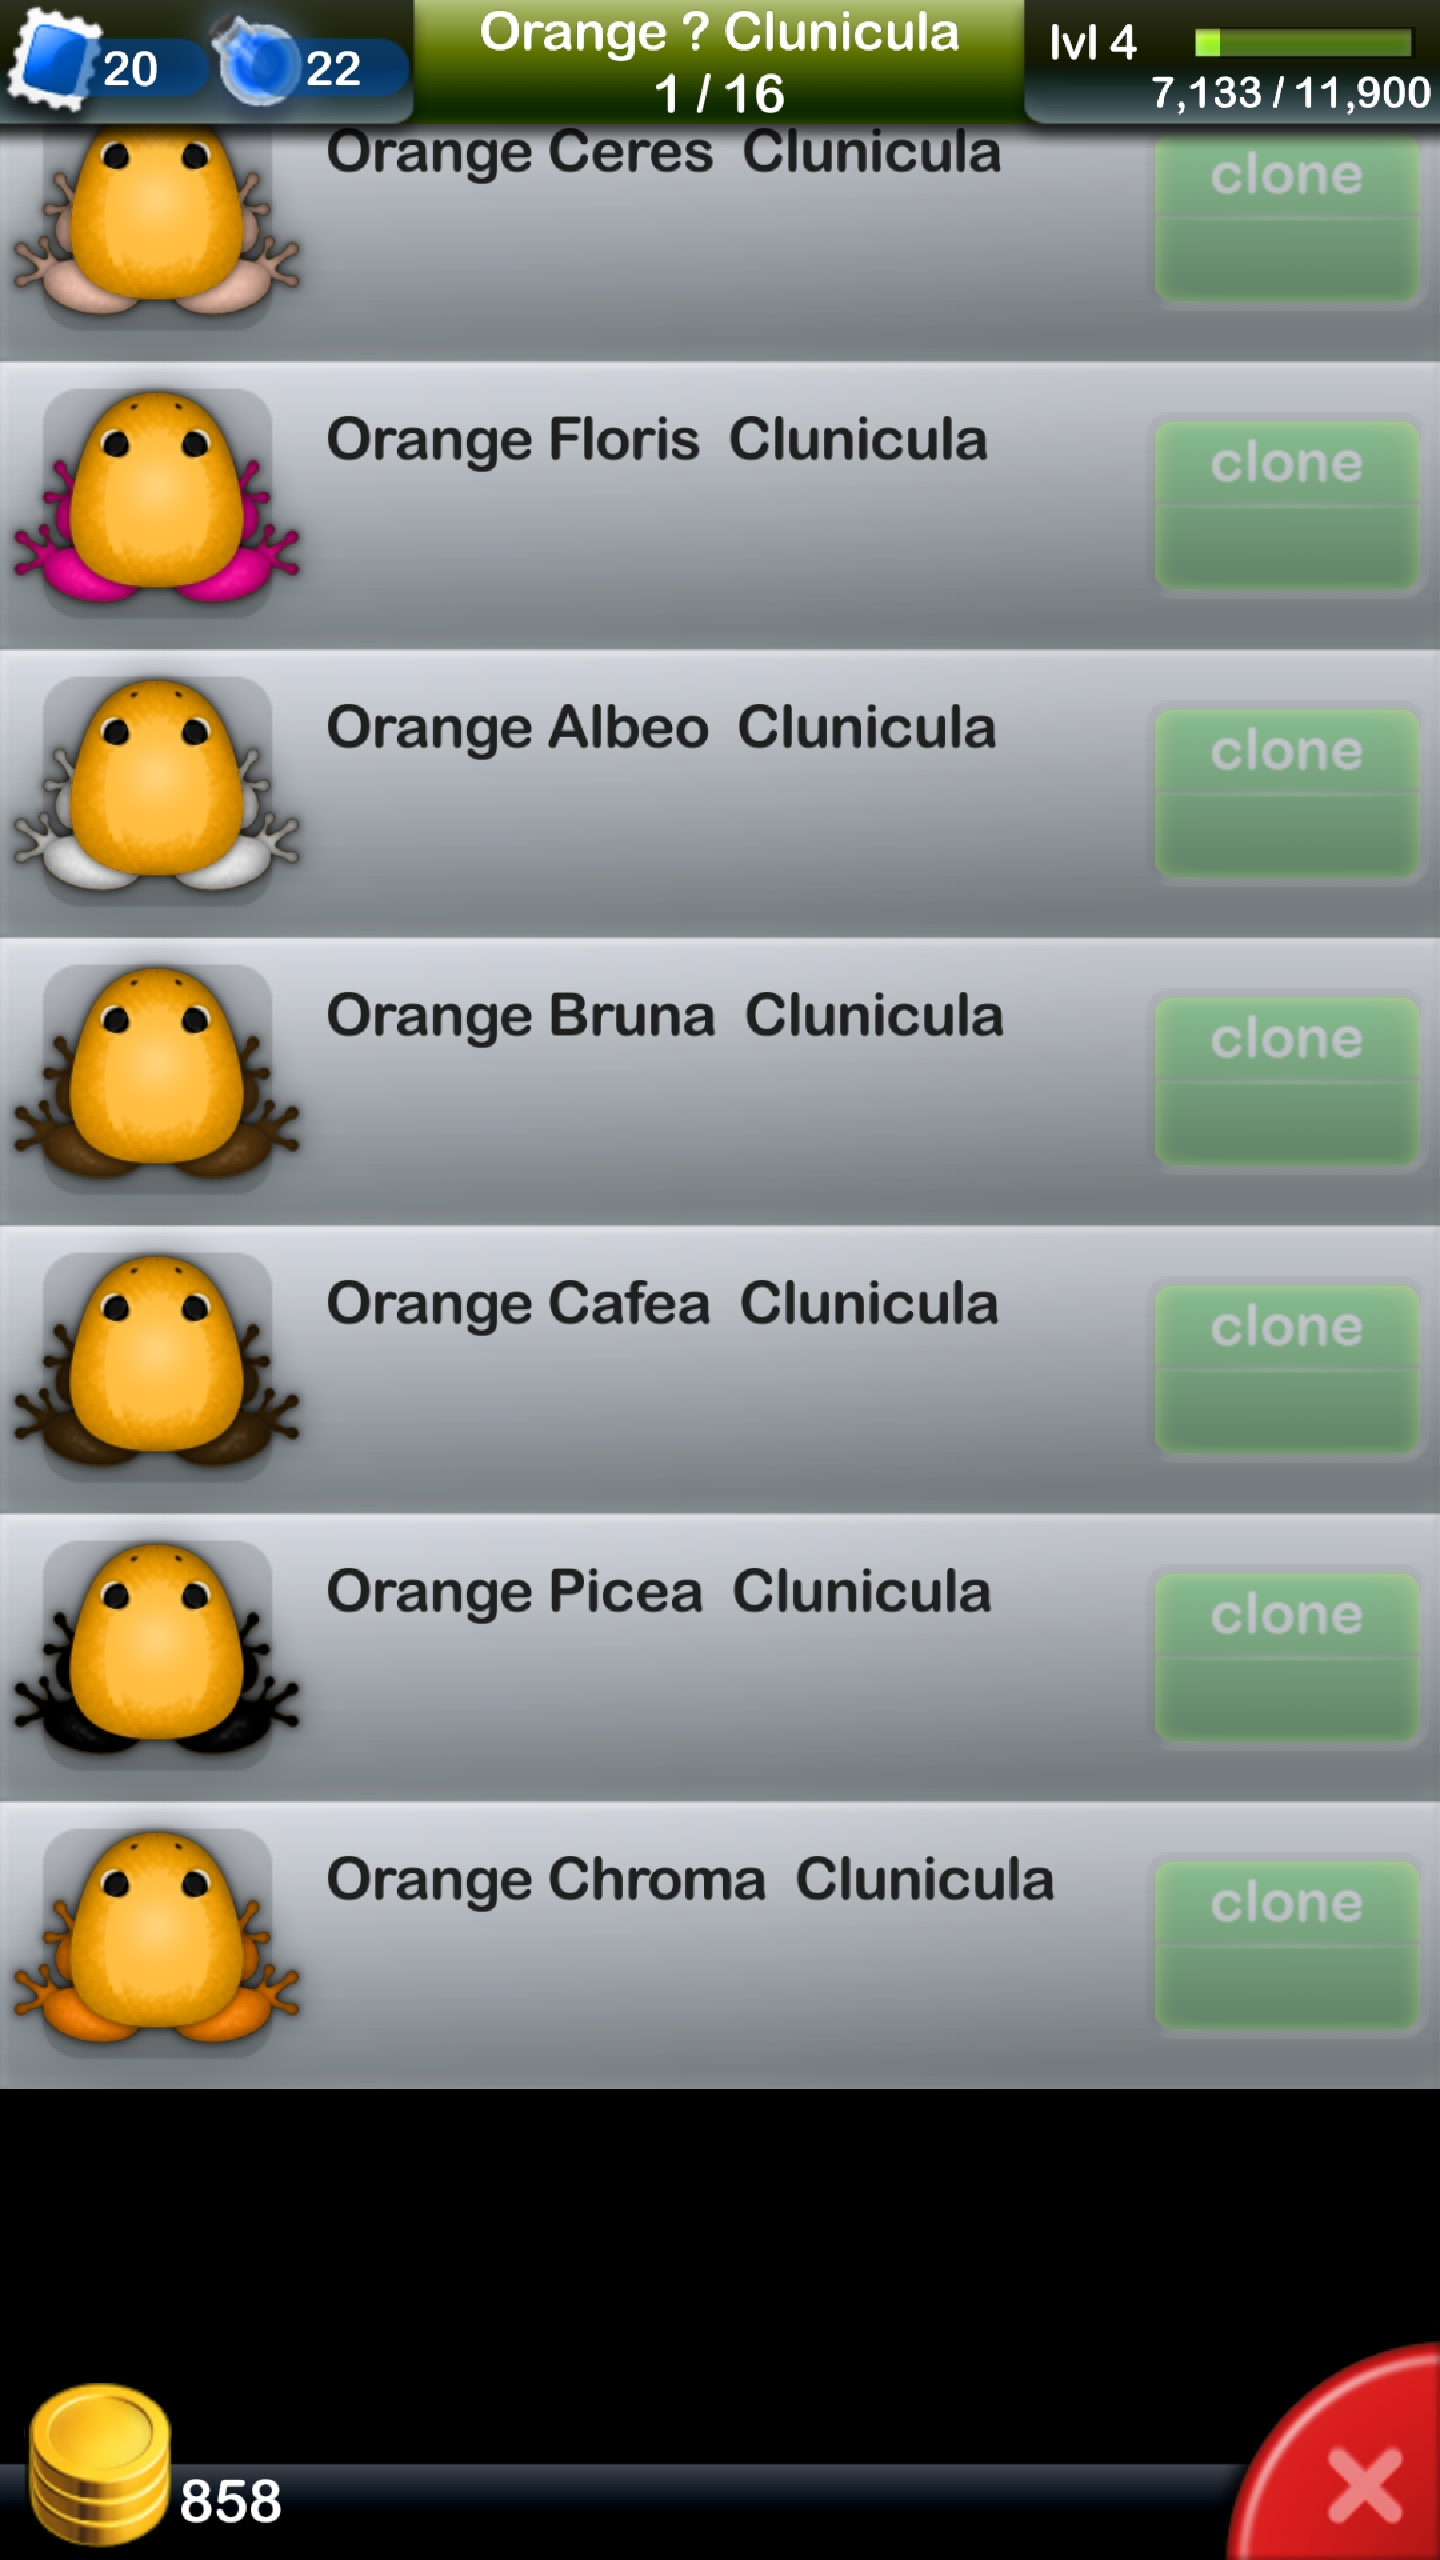 20
22
Orange ? Clunicula
1 / 16
lvl 4
7,133 / 11,900
Orange Ceres Clunicula
clone
Orange Floris Clunicula
clone
Orange Albeo Clunicula
clone
Orange Bruna Clunicula
clone
Orange Cafea Clunicula
clone
Orange Picea Clunicula
clone
Orange Chroma Clunicula
clone
858